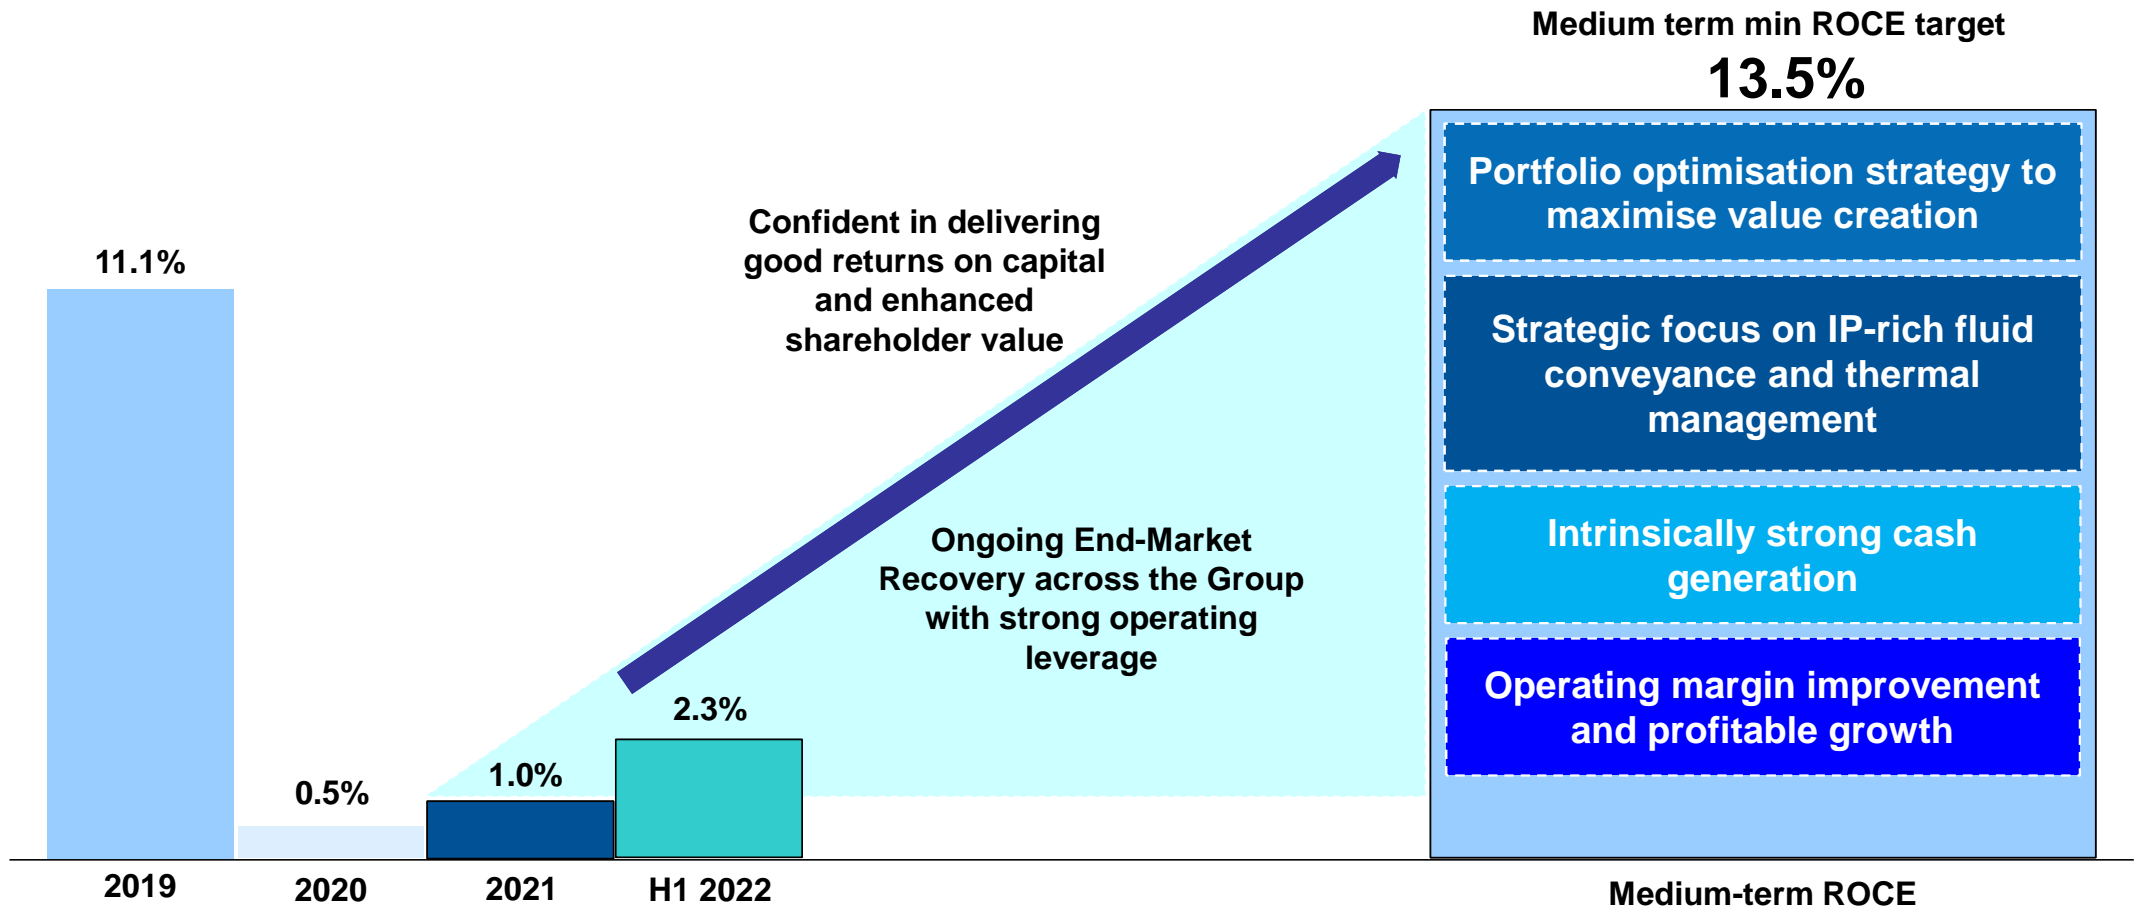 Medium term min ROCE target
13.5%
Portfolio optimisation strategy to
maximise value creation
Strategic focus on IP-rich fluid
conveyance and thermal
management
Intrinsically strong cash
generation
Operating margin improvement
and profitable growth
Confident in delivering
good returns on capital
and enhanced
shareholder value
Ongoing End-Market
Recovery across the Group
with strong operating
leverage
11.1%
0.5%
1.0%
2.3%
2019
2020
2021
H1 2022
Medium-term ROCE